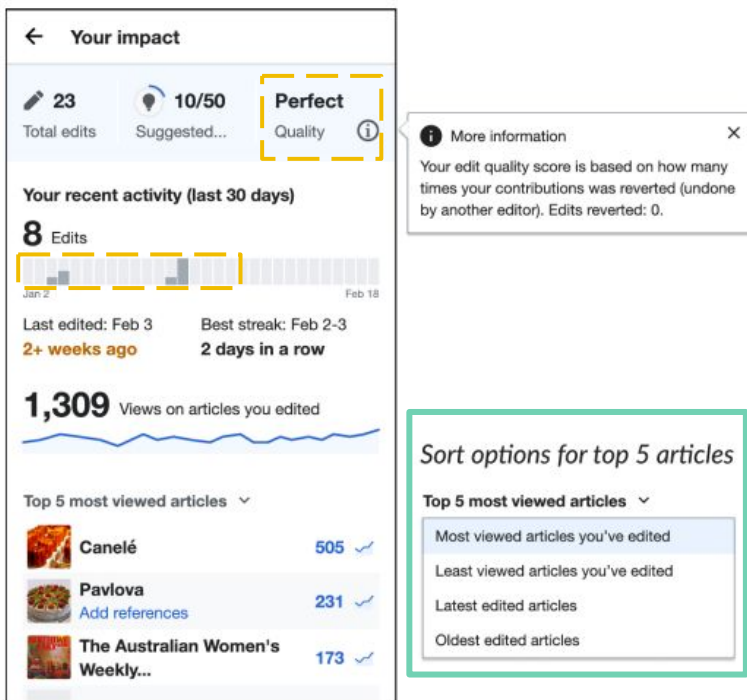 Your impact
23
Total edits
10/50
Suggested...
Perfect
Quality
Your recent activity (last 30 days)
8 Edits
Jan 2
Feb 18
Last edited: Feb 3
2+ weeks ago
Best streak: Feb 2-3
2 days in a row
1,309 Views on articles you edited
Top 5 most viewed articles
Canelé
505
Pavlova
Add references
231
The Australian Women's
Weekly...
173
More information
Your edit quality score is based on how many
times your contributions was reverted (undone
by another editor). Edits reverted: 0.
Sort options for top 5 articles
Top 5 most viewed articles
Most viewed articles you've edited
Least viewed articles you've edited
Latest edited articles
Oldest edited articles